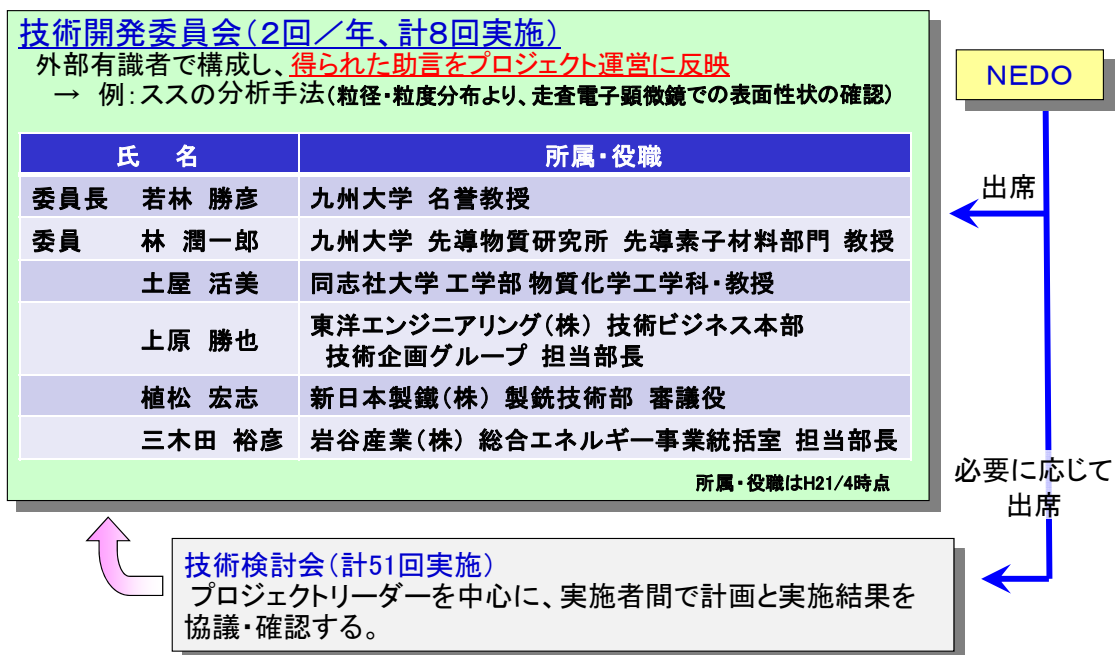 技術開発委員会（２回／年、計８回実施）
外部有識者で構成し、得られた助言をプロジェクト運営に反映
→ 例：ススの分析手法（粒径・粒度分布より、走査電子顕微鏡での表面性状の確認）
氏 名 所属・役職
委員長 若林 勝彦 九州大学 名誉教授
委員 林 潤一郎 九州大学 先導物質研究所 先導素子材料部門 教授
土屋 活美 同志社大学 工学部 物質化学工学科・教授
上原 勝也 東洋エンジニアリング（株） 技術ビジネス本部
技術企画グループ 担当部長
植松 宏志 新日本製鐵（株） 製銑技術部 審議役
三木田 裕彦 岩谷産業（株） 総合エネルギー事業統括室 担当部長
所属・役職はH21/4時点
NEDO
出席
必要に応じて
出席
技術検討会（計51回実施）
プロジェクトリーダーを中心に、実施者間で計画と実施結果を
協議・確認する。